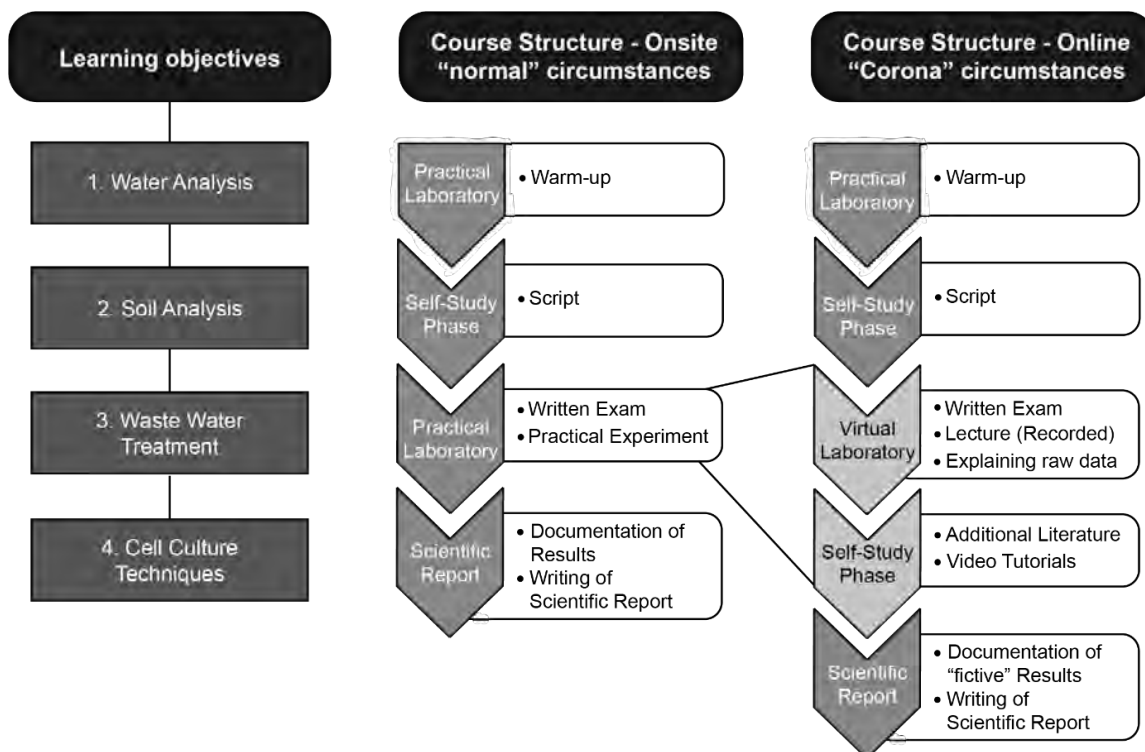 Learning objectives
1. Water Analysis
2. Soil Analysis
3. Waste Water
Treatment
4. Cell Culture
Techniques
Course Structure - Onsite
“normal” circumstances
Practical
Laboratory
• Warm-up
Self-Study
Phase
• Script
Practical
Laboratory
• Written Exam
• Practical Experiment
Scientific
Report
• Documentation of
Results
• Writing of
Scientific Report
Course Structure - Online
“Corona” circumstances
Practical
Laboratory
• Warm-up
Self-Study
Phase
• Script
Virtual
Laboratory
• Written Exam
• Lecture (Recorded)
• Explaining raw data
Self-Study
Phase
• Additional Literature
• Video Tutorials
Scientific
Report
• Documentation of
“fictive” Results
• Writing of
Scientific Report